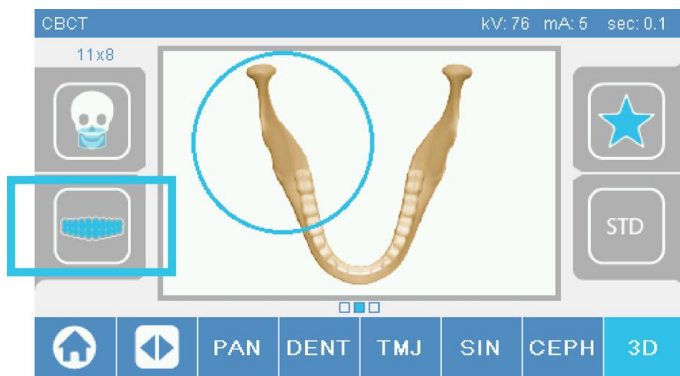 CBCT kV: 76 mA: 5 sec: 0.1
11x8
STD
PAN DENT TMJ SIN CEPH 3D